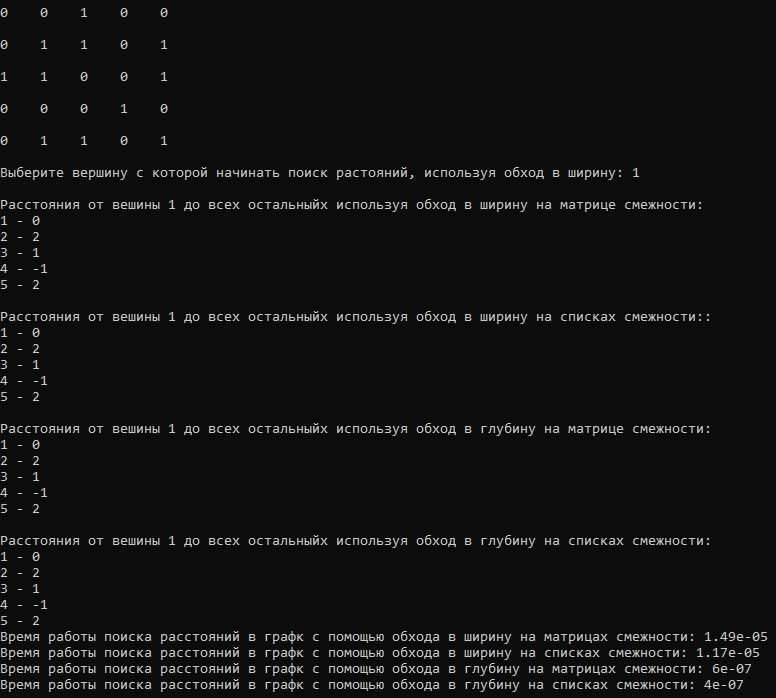 0 0 1 0 0
0 1 1 0 1
1 1 0 0 1
0 0 0 1 0
0 1 1 0 1
Выберите вершину с которой начинать поиск растояний, используя обход в ширину: 1
Расстояния от вешины 1 до всех остальныйх используя обход в ширину на матрице смежности:
1 - 0
2 - 2
3 - 1
4 - -1
5 - 2
Расстояния от вешины 1 до всех остальныйх используя обход в ширину на списках смежности::
1 - 0
2 - 2
3 - 1
4 - -1
5 - 2
Расстояния от вешины 1 до всех остальныйх используя обход в глубину на матрице смежности:
1 - 0
2 - 2
3 - 1
4 - -1
5 - 2
Расстояния от вешины 1 до всех остальныйх используя обход в глубину на списках смежности:
1 - 0
2 - 2
3 - 1
4 - -1
5 - 2
Время работы поиска расстояний в графк с помощью обхода в ширину на матрицах смежности: 1.49e-05
Время работы поиска расстояний в графк с помощью обхода в ширину на списках смежности: 1.17e-05
Время работы поиска расстояний в графк с помощью обхода в глубину на матрицах смежности: 6e-07
Время работы поиска расстояний в графк с помощью обхода в глубину на списках смежности: 4e-07